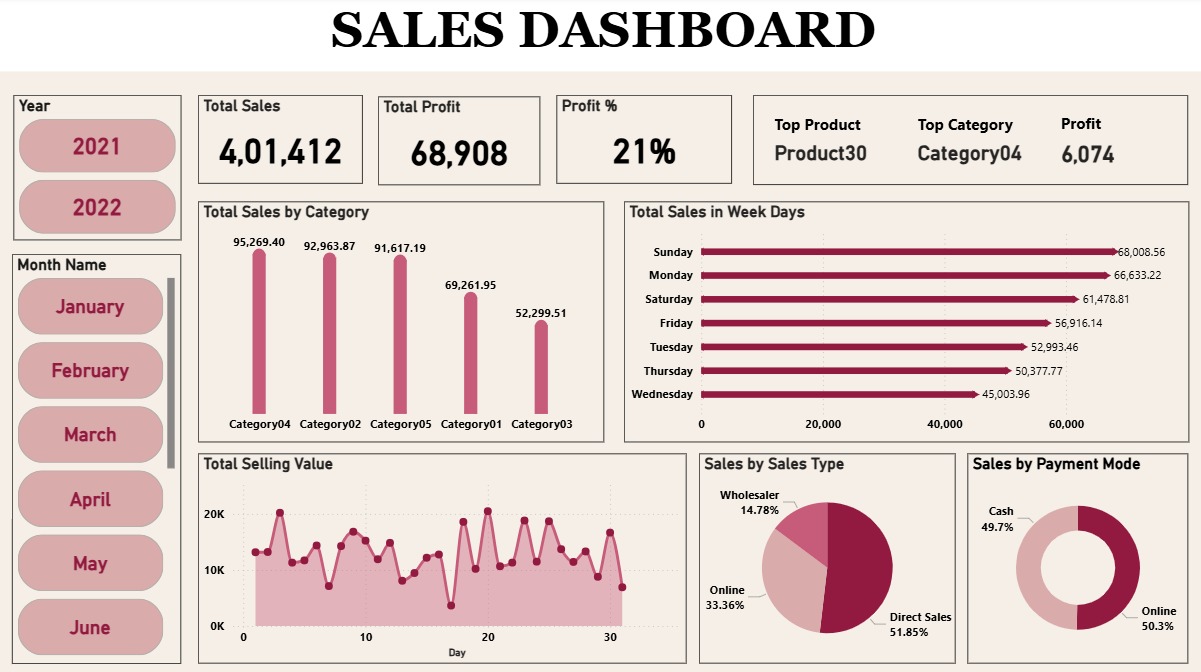 SALES DASHBOARD
Year
2021
2022
Month Name
January
February
March
April
May
June
Total Sales
4,01,412
Total Profit
68,908
Profit %
21%
Top Product
Product30
Top Category
Category04
Profit
6,074
Total Sales by Category
95,269.40
92,963.87
91,617.19
69,261.95
52,299.51
Category04
Category02
Category05
Category01
Category03
Total Sales in Week Days
Sunday 68,008.56
Monday 66,633.22
Saturday 61,478.81
Friday 56,916.14
Tuesday 52,993.46
Thursday 50,377.77
Wednesday 45,003.96
0 20,000 40,000 60,000
Total Selling Value
20K
10K
0K
0 10 20 30
Day
Sales by Sales Type
Wholesaler
14.78%
Online
33.36%
Direct Sales
51.85%
Sales by Payment Mode
Cash
49.7%
Online
50.3%